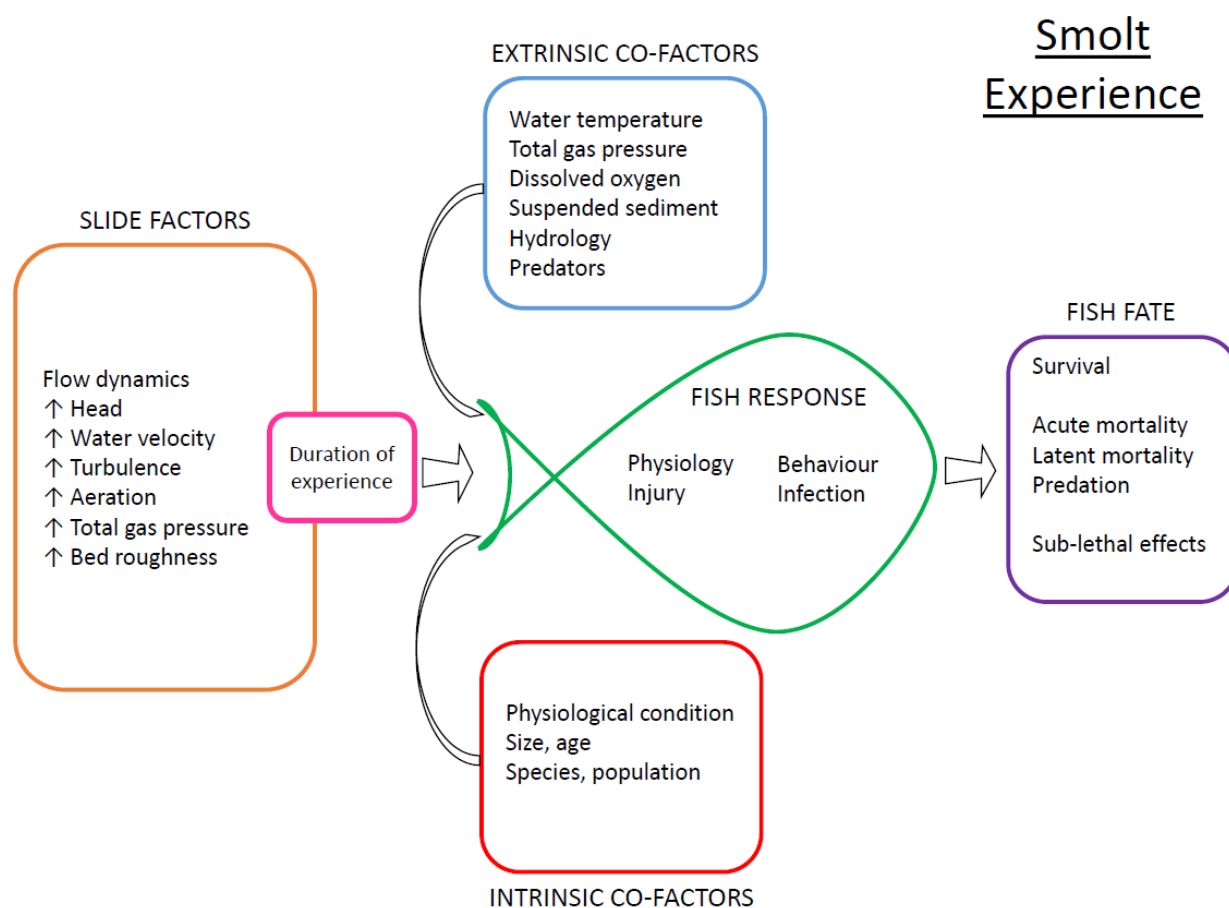 Smolt
Experience
EXTRINSIC CO-FACTORS
Water temperature
Total gas pressure
Dissolved oxygen
Suspended sediment
Hydrology
Predators
SLIDE FACTORS
Flow dynamics
↑ Head
↑ Water velocity
↑ Turbulence
↑ Aeration
↑ Total gas pressure
↑ Bed roughness
Duration of
experience
FISH RESPONSE
Physiology
Injury
Behaviour
Infection
FISH FATE
Survival
Acute mortality
Latent mortality
Predation
Sub-lethal effects
Physiological condition
Size, age
Species, population
INTRINSIC CO-FACTORS